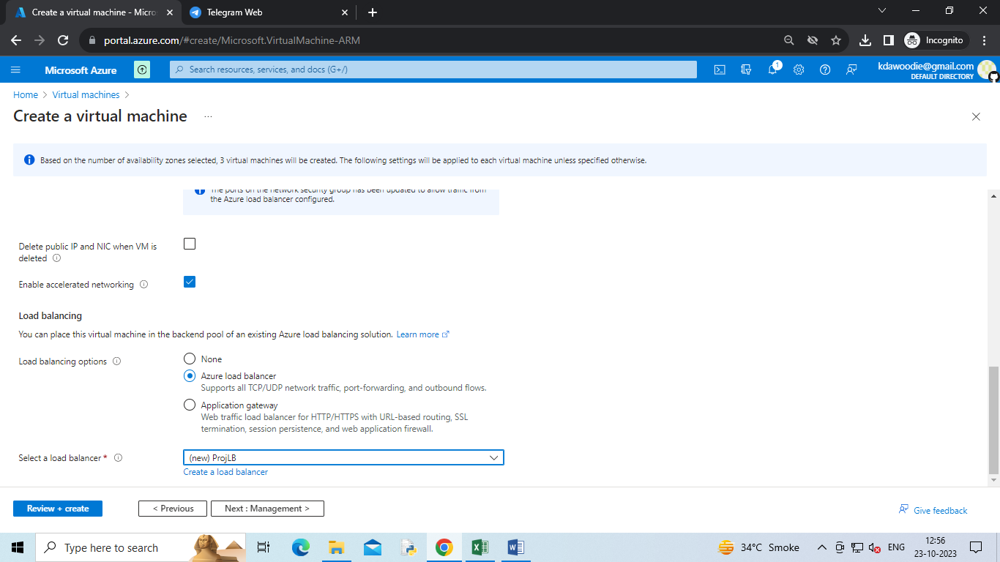 Create a virtual machine - Micro
Telegram Web
portal.azure.com/#create/Microsoft.VirtualMachine-ARM
Incognito
Microsoft Azure
Search resources, services, and docs (G+/)
1
kdawoodie@gmail.com
DEFAULT DIRECTORY
Home > Virtual machines >
Create a virtual machine ...
Based on the number of availability zones selected, 3 virtual machines will be created. The following settings will be applied to each virtual machine unless specified otherwise.
The ports on the network security group has been updated to allow traffic from
the Azure load balancer configured.
Delete public IP and NIC when VM is
deleted
Enable accelerated networking
Load balancing
You can place this virtual machine in the backend pool of an existing Azure load balancing solution. Learn more
Load balancing options
None
Azure load balancer
Supports all TCP/UDP network traffic, port-forwarding, and outbound flows.
Application gateway
Web traffic load balancer for HTTP/HTTPS with URL-based routing, SSL
termination, session persistence, and web application firewall.
Select a load balancer *
(new) ProjLB
Create a load balancer
Review + create
< Previous
Next : Management >
Give feedback
Type here to search
34°C Smoke
ENG
12:56
23-10-2023